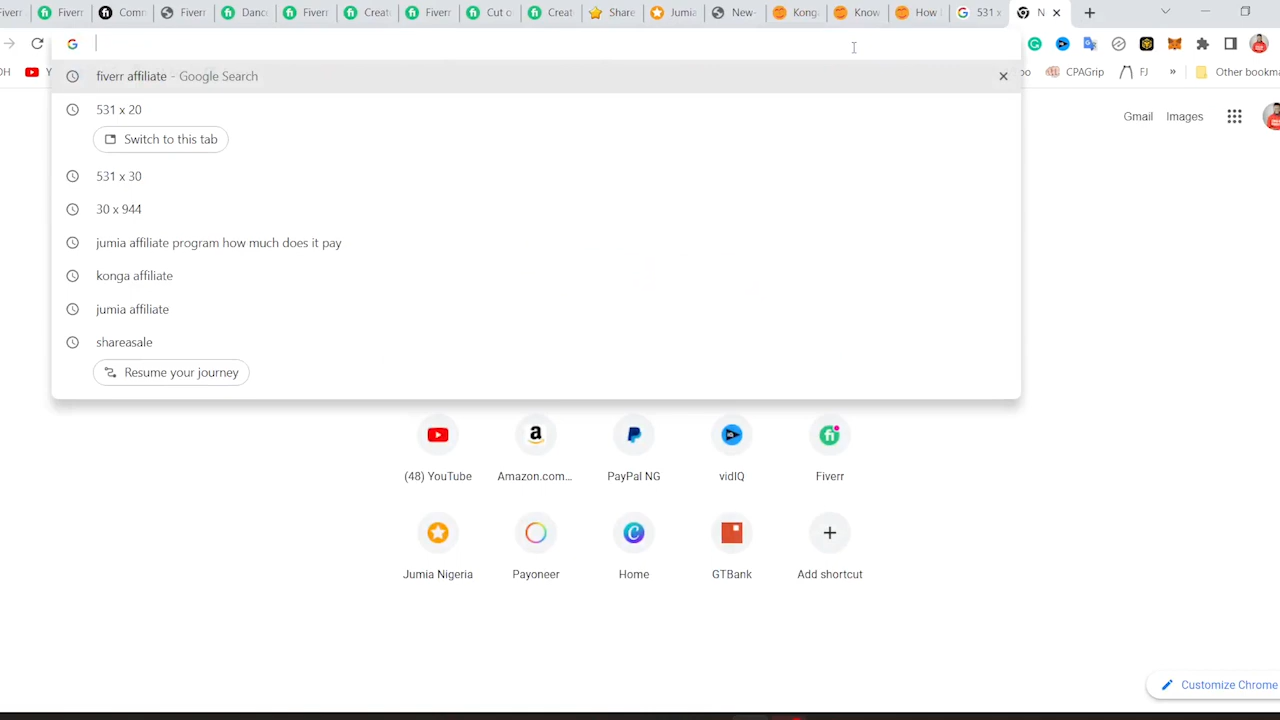 Fiverr Com Fiverr Danc Fiverr Creat Fiverr Cut o Creat Share Jumia New Kong Know How 531 x N
fiverr affiliate - Google Search
531 x 20
Switch to this tab
531 x 30
30 x 944
jumia affiliate program how much does it pay
konga affiliate
jumia affiliate
shareasale
Resume your journey
CPAGrip FJ » Other bookma
Gmail Images
(48) YouTube Amazon.com... PayPal NG vidIQ Fiverr
Jumia Nigeria Payoneer Home GTBank Add shortcut
Customize Chrome